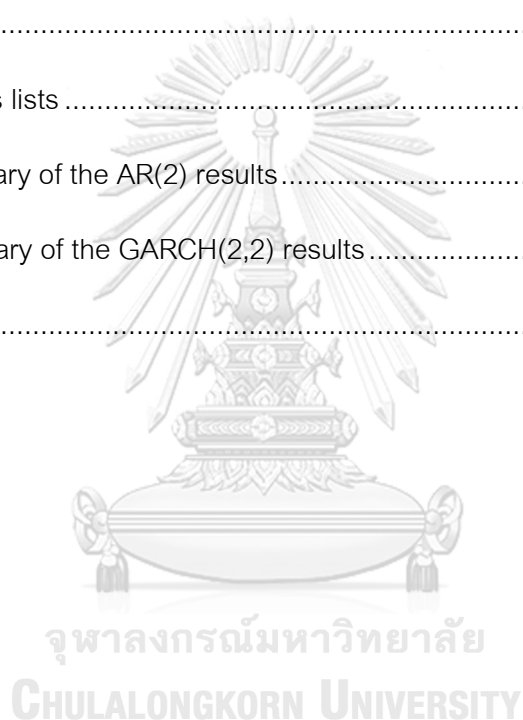 ........................................................................
s lists ........................................................................
ary of the AR(2) results ........................................................................
ary of the GARCH(2,2) results ........................................................................
........................................................................
จุฬาลงกรณ์มหาวิทยาลัย
CHULALONGKORN UNIVERSITY